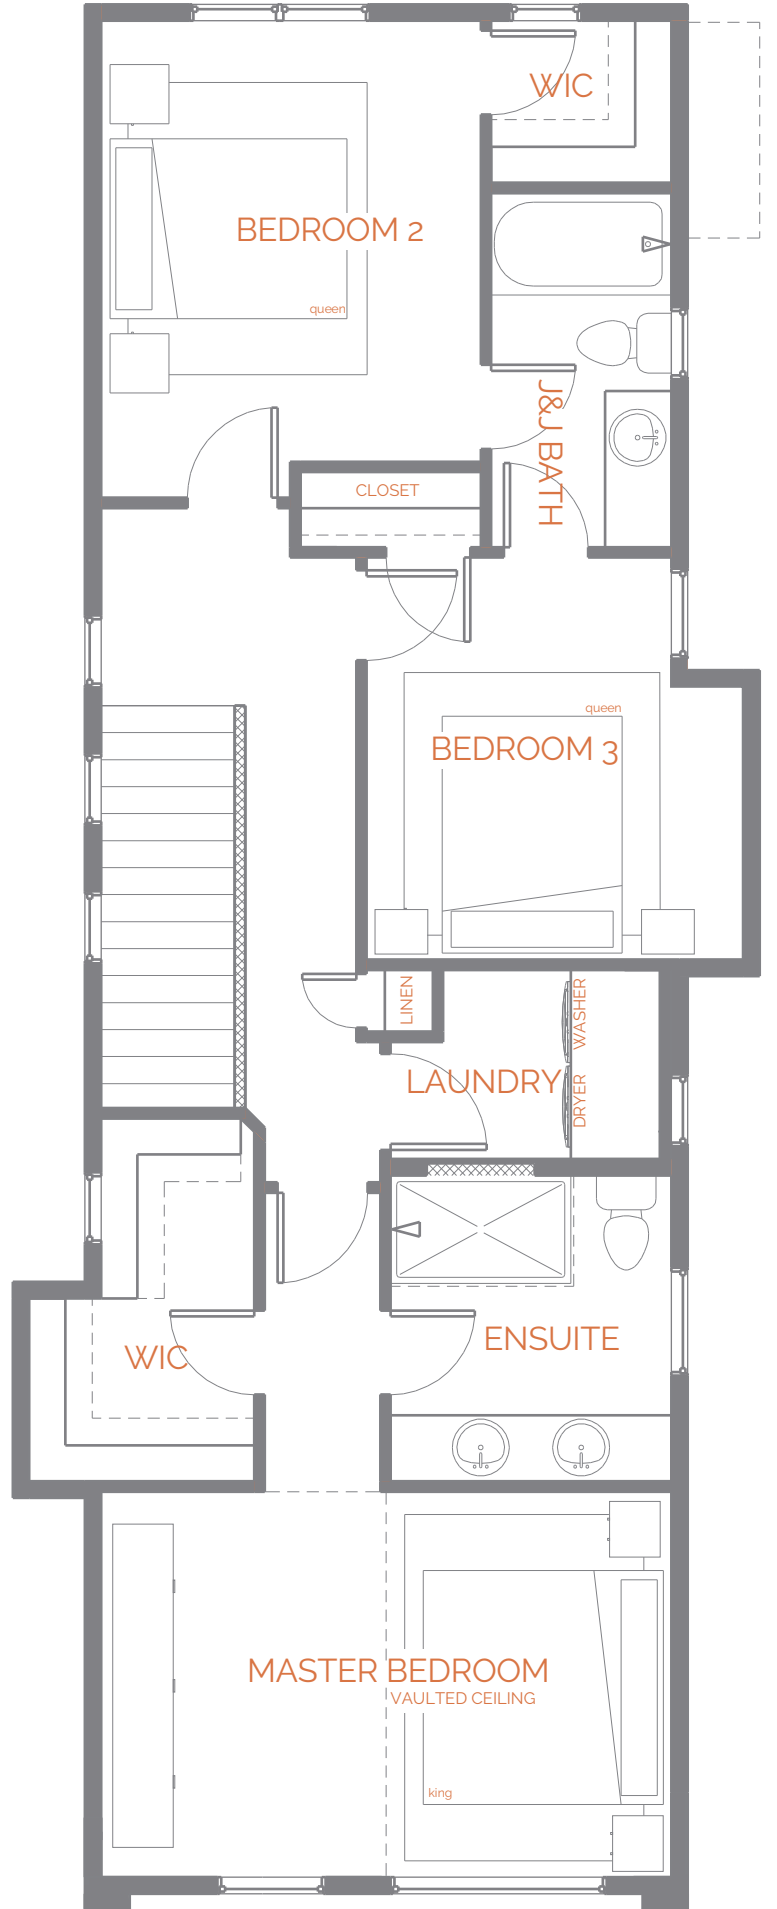 WIC
BEDROOM 2
queen
J&J BATH
CLOSET
queen
BEDROOM 3
LINEN
WASHER
LAUNDRY
DRYER
ENSUITE
WIC
MASTER BEDROOM
VAULTED CEILING
king